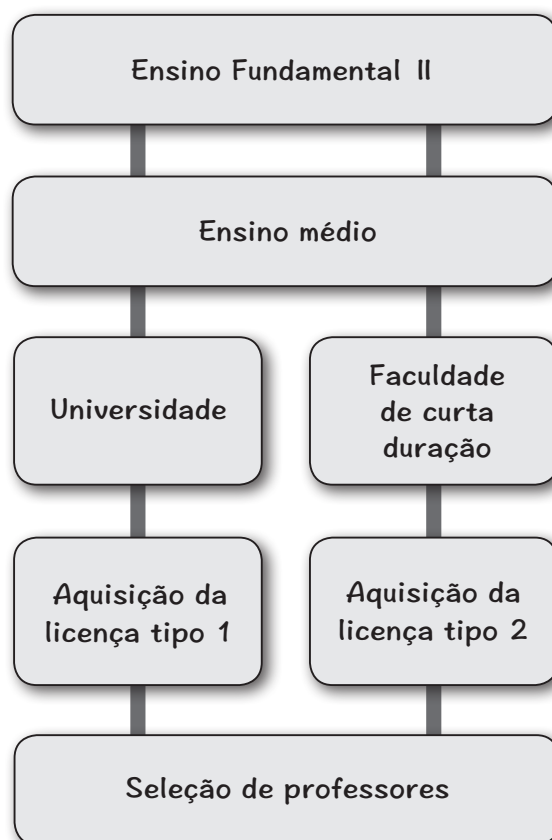 Ensino Fundamental II
Ensino médio
Universidade
Faculdade
de curta
duração
Aquisição da
licença tipo 1
Aquisição da
licença tipo 2
Seleção de professores